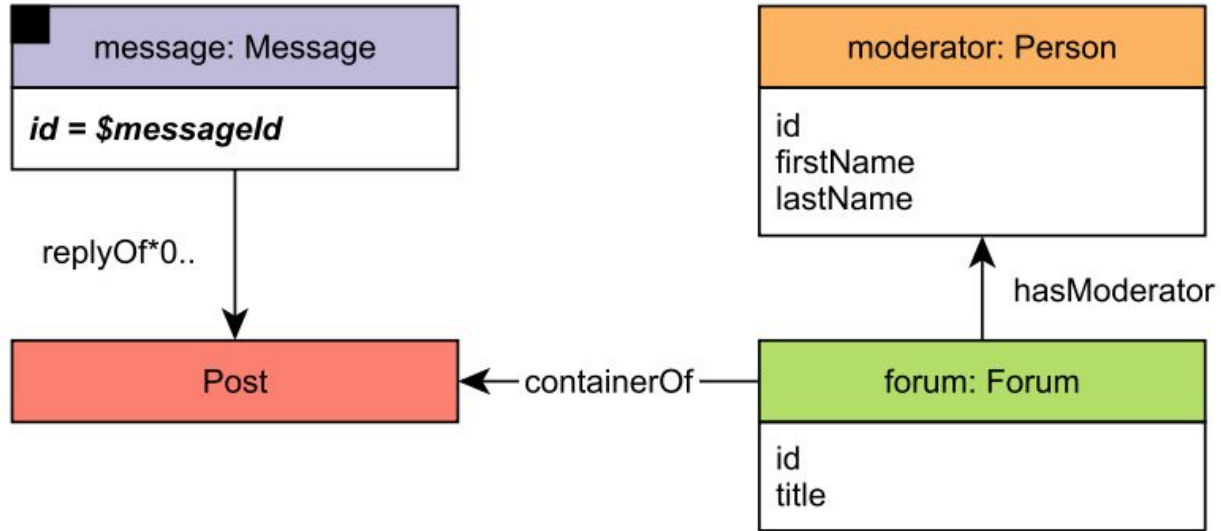 message: Message
id = $messageId
replyOf*0..
Post
containerOf
moderator: Person
id
firstName
lastName
hasModerator
forum: Forum
id
title